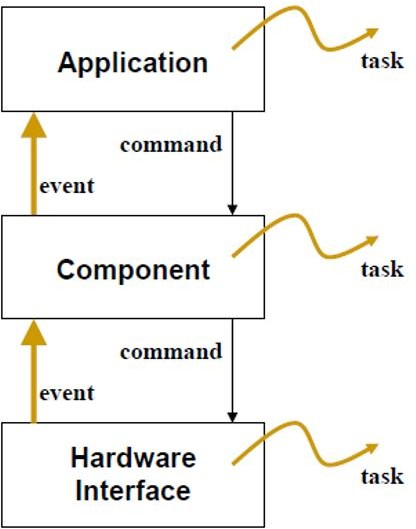 Application
task
command
event
Component
task
command
event
Hardware
Interface
task